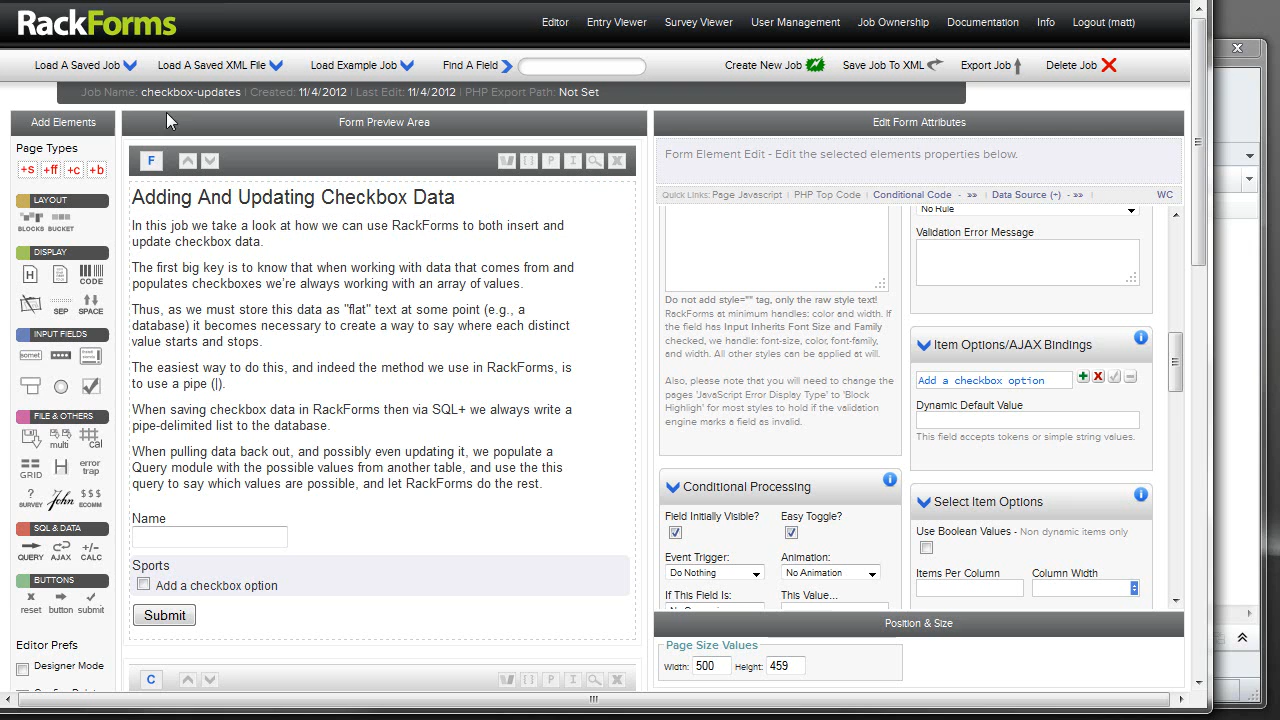 RackForms
Editor Entry Viewer Survey Viewer User Management Job Ownership Documentation Info Logout (matt)
Load A Saved Job Load A Saved XML File Load Example Job Find A Field Create New Job Save Job To XML Export Job Delete Job
Job Name: checkbox-updates | Created: 11/4/2012 | Last Edit: 11/4/2012 | PHP Export Path: Not Set
Add Elements
Page Types
+s +ff +c +b
LAYOUT
BLOCKS BUCKET
DISPLAY
H CODE
SEP SPACE
INPUT FIELDS
somet
FILE & OTHERS
multi cal
GRID H error trap
? SURVEY John $$$ ECOMM
SQL & DATA
QUERY AJAX +/- CALC
BUTTONS
reset button submit
Editor Prefs
Designer Mode
Form Preview Area
F P I
Adding And Updating Checkbox Data
In this job we take a look at how we can use RackForms to both insert and
update checkbox data.
The first big key is to know that when working with data that comes from and
populates checkboxes we're always working with an array of values.
Thus, as we must store this data as "flat" text at some point (e.g., a
database) it becomes necessary to create a way to say where each distinct
value starts and stops.
The easiest way to do this, and indeed the method we use in RackForms, is
to use a pipe (|).
When saving checkbox data in RackForms then via SQL+ we always write a
pipe-delimited list to the database.
When pulling data back out, and possibly even updating it, we populate a
Query module with the possible values from another table, and use the this
query to say which values are possible, and let RackForms do the rest.
Name
Sports
Add a checkbox option
Submit
C P I
Edit Form Attributes
Form Element Edit - Edit the selected elements properties below.
Quick Links: Page Javascript | PHP Top Code | Conditional Code - »» | Data Source (+) - »» | WC
Do not add style="" tag, only the raw style text!
RackForms at minimum handles: color and width. If
the field has Input Inherits Font Size and Family
checked, we handle: font-size, color, font-family,
and width. All other styles can be applied at will.
Also, please note that you will need to change the
pages 'JavaScript Error Display Type' to 'Block
Highligh' for most styles to hold if the validation
engine marks a field as invalid.
Conditional Processing
Field Initially Visible? Easy Toggle?
Event Trigger: Animation:
Do Nothing No Animation
If This Field Is: This Value...
No Rule
Validation Error Message
Item Options/AJAX Bindings
Add a checkbox option
Dynamic Default Value
This field accepts tokens or simple string values.
Select Item Options
Use Boolean Values - Non dynamic items only
Items Per Column Column Width
Position & Size
Page Size Values
Width: 500 Height: 459